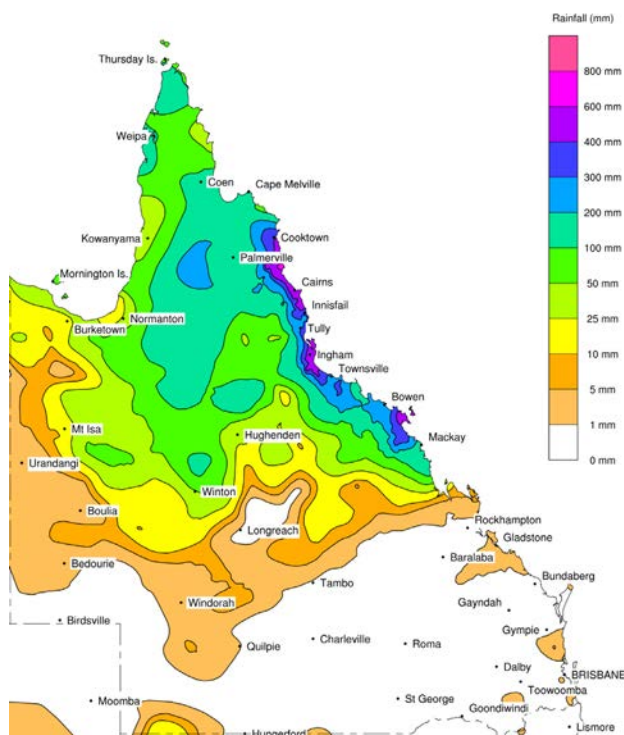 Rainfall (mm)
800 mm
600 mm
400 mm
300 mm
200 mm
100 mm
50 mm
25 mm
10 mm
5 mm
1 mm
0 mm
Thursday Is.
Weipa
Coen
Cape Melville
Kowanyama
Cooktown
Palmerville
Mornington Is.
Cairns
Innisfail
Burketown
Normanton
Tully
Ingham
Townsville
Bowen
Mt Isa
Hughenden
Mackay
Urandangi
Winton
Boulia
Longreach
Rockhampton
Gladstone
Baralaba
Bedourie
Tambo
Bundaberg
Windorah
Gayndah
Birdsville
Gympie
Quilpie
Charleville
Roma
Dalby
BRISBANE
Toowoomba
Moomba
St George
Goondiwindi
Hungerford
Lismore